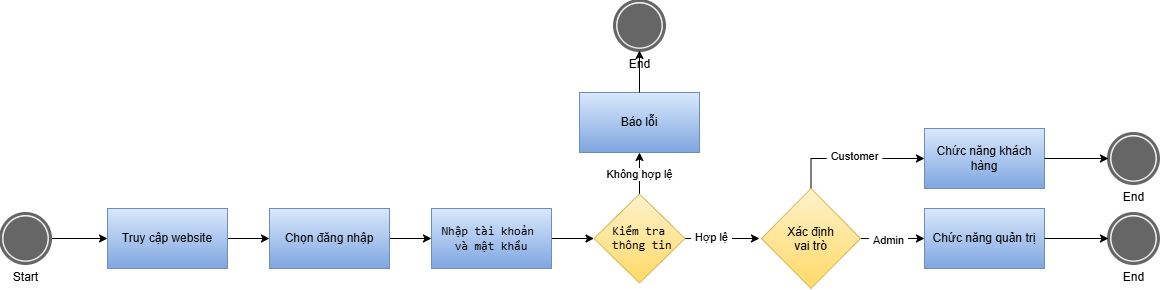 End
Báo lỗi
Không hợp lệ
Customer
Chức năng khách
hàng
End
Start
Truy cập website
Chọn đăng nhập
Nhập tài khoản
và mật khẩu
Kiểm tra
thông tin
Hợp lệ
Xác định
vai trò
Admin
Chức năng quản trị
End